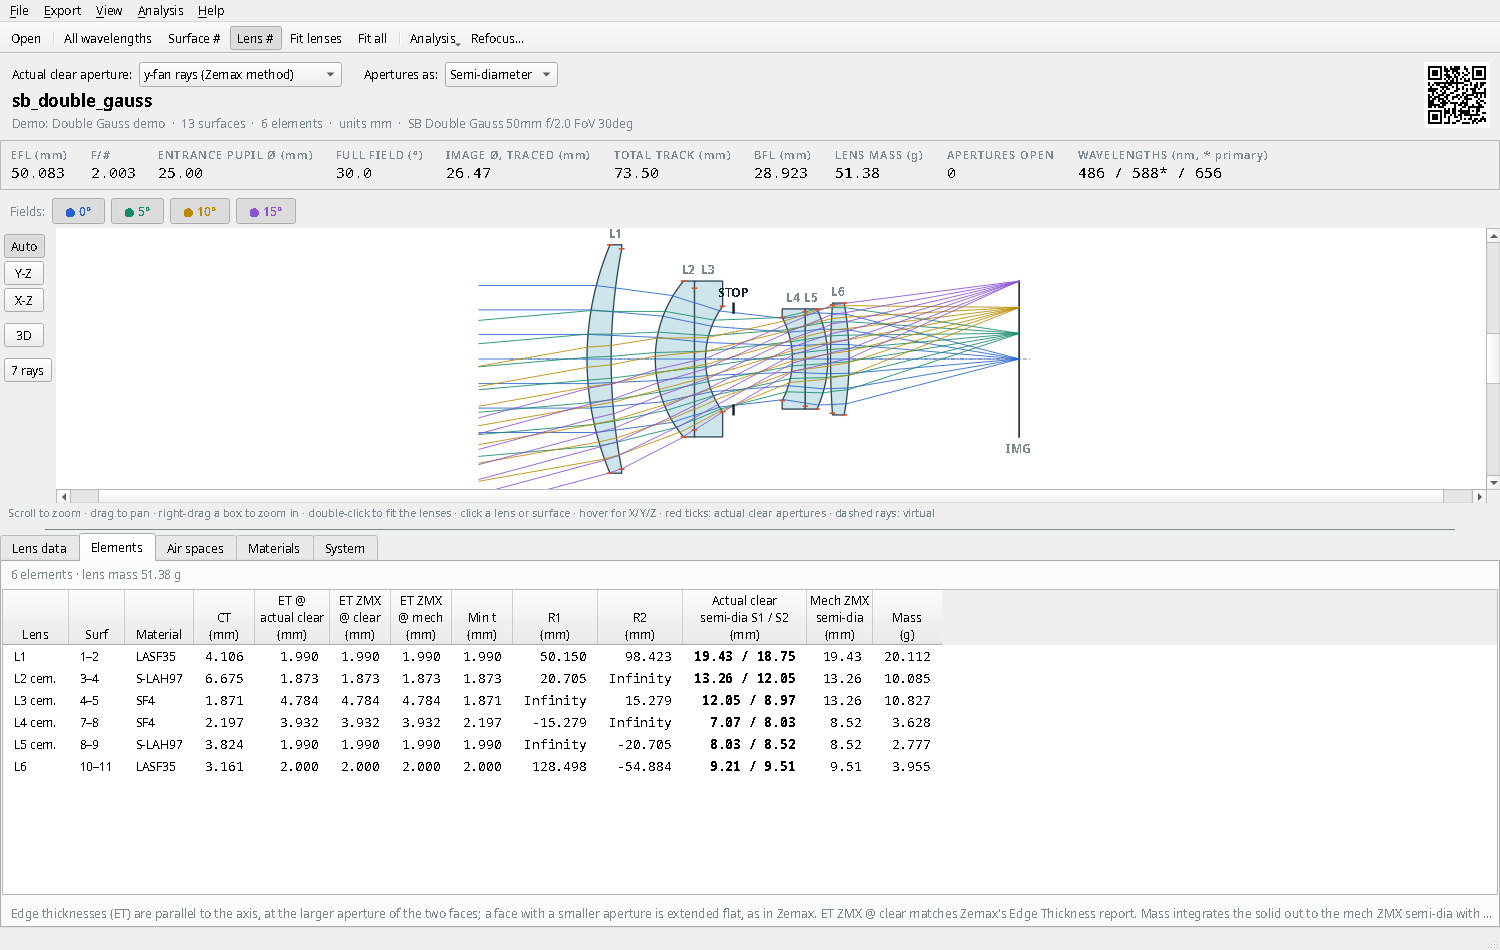 File Export View Analysis Help
Open All wavelengths Surface # Lens # Fit lenses Fit all Analysis Refocus...
Actual clear aperture: y-fan rays (Zemax method) Apertures as: Semi-diameter
sb_double_gauss
Demo: Double Gauss demo · 13 surfaces · 6 elements · units mm · SB Double Gauss 50mm f/2.0 FoV 30deg
EFL (mm) F/# ENTRANCE PUPIL Ø (mm) FULL FIELD (°) IMAGE Ø, TRACED (mm) TOTAL TRACK (mm) BFL (mm) LENS MASS (g) APERTURES OPEN WAVELENGTHS (nm, * primary)
50.083 2.003 25.00 30.0 26.47 73.50 28.923 51.38 0 486 / 588* / 656
Fields: 0° 5° 10° 15°
Auto
Y-Z
X-Z
3D
7 rays
L1
L2 L3
STOP
L4 L5 L6
IMG
Scroll to zoom · drag to pan · right-drag a box to zoom in · double-click to fit the lenses · click a lens or surface · hover for X/Y/Z · red ticks: actual clear apertures · dashed rays: virtual
Lens data Elements Air spaces Materials System
6 elements · lens mass 51.38 g
ET @ ET ZMX ET ZMX Actual clear Mech ZMX
CT actual clear @ clear @ mech Min t R1 R2 semi-dia S1 / S2 semi-dia Mass
Lens Surf Material (mm) (mm) (mm) (mm) (mm) (mm) (mm) (mm) (mm) (g)
L1 1–2 LASF35 4.106 1.990 1.990 1.990 1.990 50.150 98.423 19.43 / 18.75 19.43 20.112
L2 cem. 3–4 S-LAH97 6.675 1.873 1.873 1.873 1.873 20.705 Infinity 13.26 / 12.05 13.26 10.085
L3 cem. 4–5 SF4 1.871 4.784 4.784 4.784 1.871 Infinity 15.279 12.05 / 8.97 13.26 10.827
L4 cem. 7–8 SF4 2.197 3.932 3.932 3.932 2.197 -15.279 Infinity 7.07 / 8.03 8.52 3.628
L5 cem. 8–9 S-LAH97 3.824 1.990 1.990 1.990 1.990 Infinity -20.705 8.03 / 8.52 8.52 2.777
L6 10–11 LASF35 3.161 2.000 2.000 2.000 2.000 128.498 -54.884 9.21 / 9.51 9.51 3.955
Edge thicknesses (ET) are parallel to the axis, at the larger aperture of the two faces; a face with a smaller aperture is extended flat, as in Zemax. ET ZMX @ clear matches Zemax's Edge Thickness report. Mass integrates the solid out to the mech ZMX semi-dia with ...